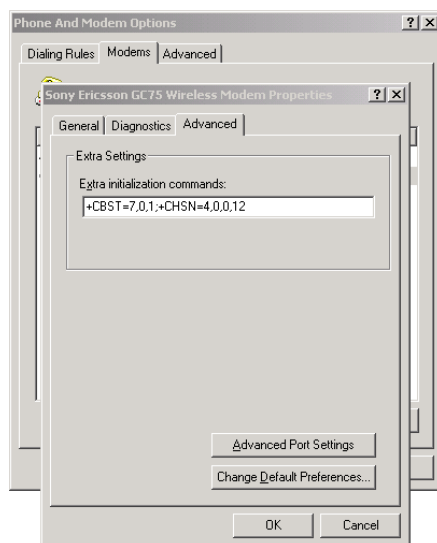 Phone And Modem Options
Dialing Rules Modems Advanced
Sony Ericsson GC75 Wireless Modem Properties
General Diagnostics Advanced
Extra Settings
Extra initialization commands:
+CBST=7,0,1;+CHSN=4,0,0,12
Advanced Port Settings
Change Default Preferences...
OK Cancel